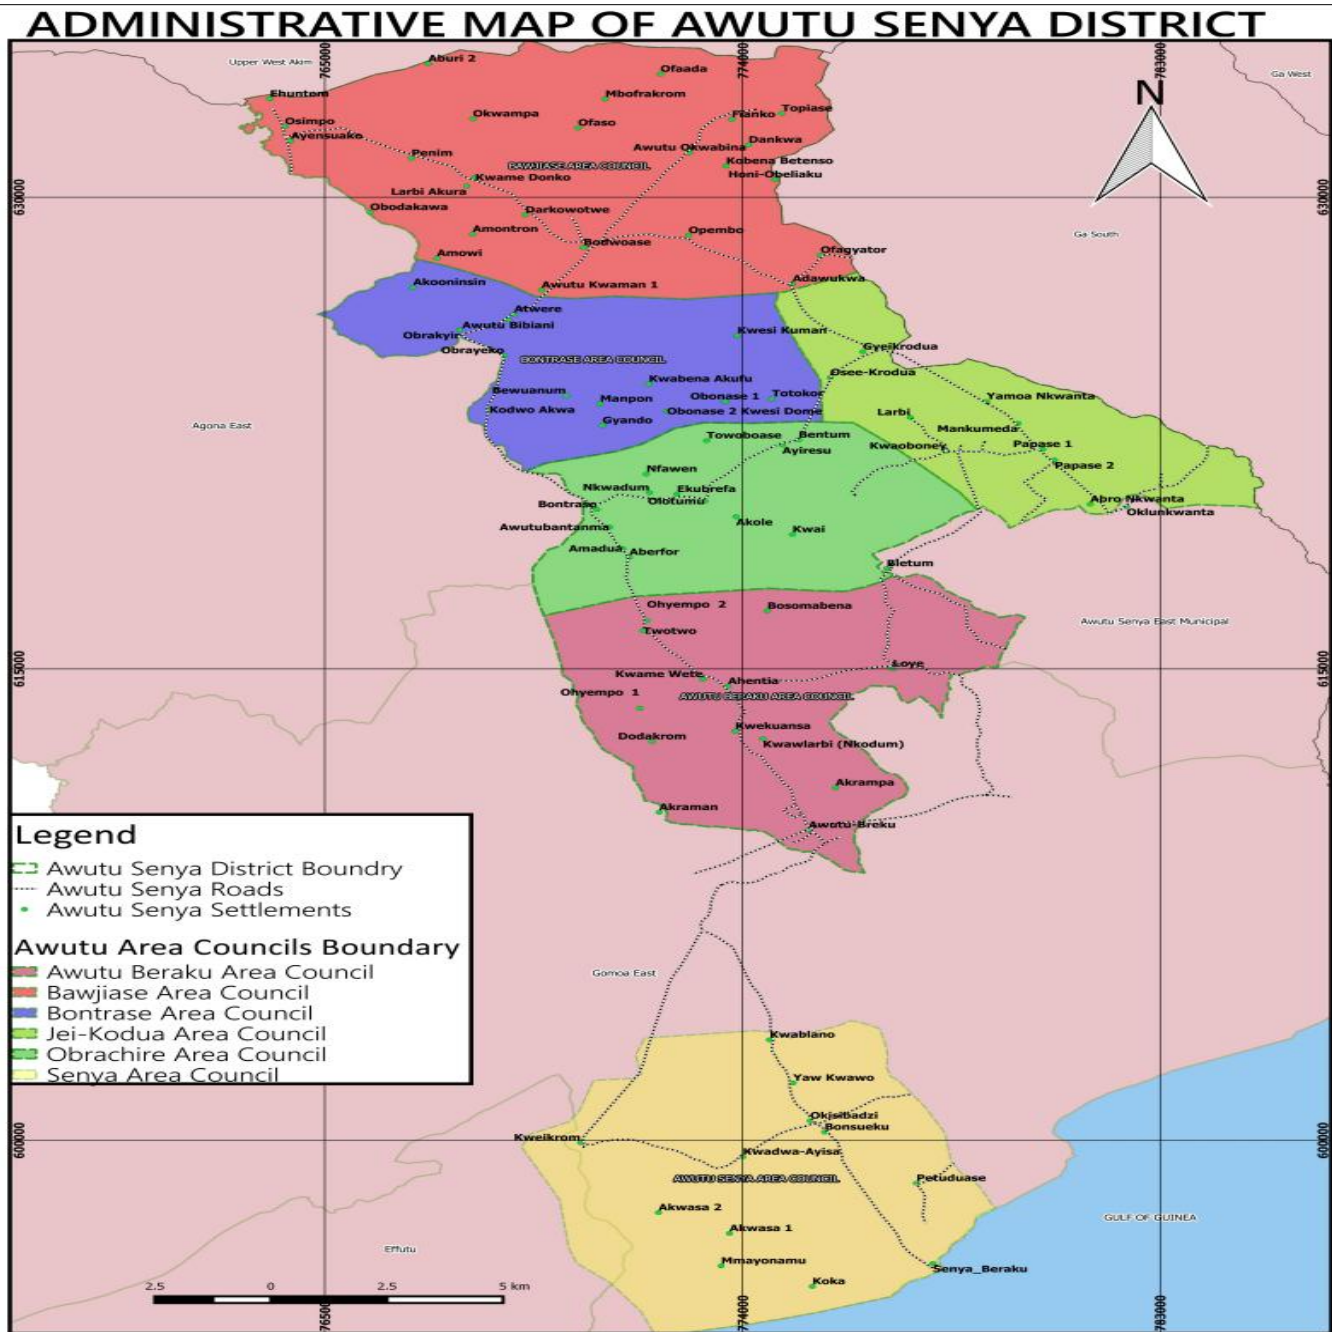 ADMINISTRATIVE MAP OF AWUTU SENYA DISTRICT
765000
774000
783000
Upper West Akim
Aburi 2
Ofaada
Ga West
N
Ehuntom
Mbofrakrom
Osimpo
Okwampa
Ofaso
Fianko
Topiase
Ayensuako
Penim
Awutu Okwabina
Dankwa
BAWJIASE AREA COUNCIL
Kobena Betenso
Kwame Donko
Honi-Obeliaku
Larbi Akura
630000
630000
Obodakawa
Darkowotwe
Amontron
Opembo
Ga South
Bodwoase
Amowi
Ofagyator
Adawukwa
Akooninsin
Awutu Kwaman 1
Atwere
Awutu Bibiani
Obrakyir
Kwesi Kuman
Obrayeko
BONTRASE AREA COUNCIL
Gyeikrodua
Osee-Krodua
Kwabena Akufu
Bewuanum
Manpon
Obonase 1
Totokor
Yamoa Nkwanta
Kodwo Akwa
Obonase 2
Kwesi Dome
Larbi
Gyando
Mankumeda
Agona East
Towoboase
Bentum
Kwaoboney
Papase 1
Ayiresu
Nfawen
Papase 2
Nkwadum
Ekubrefa
Olotumu
Bontrase
Abro Nkwanta
Oklunkwanta
Awutubantanma
Akole
Kwai
Amadua
Aberfor
Bletum
Ohyempo 2
Bosomabena
Twotwo
Awutu Senya East Municipal
615000
615000
Loye
Kwame Wete
Ahentia
Ohyempo 1
AWUTU BERAKU AREA COUNCIL
Kwekuansa
Dodakrom
Kwawlarbi (Nkodum)
Akrampa
Akraman
Awutu-Breku
Legend
Awutu Senya District Boundry
Awutu Senya Roads
Awutu Senya Settlements
Awutu Area Councils Boundary
Awutu Beraku Area Council
Bawjiase Area Council
Bontrase Area Council
Jei-Kodua Area Council
Obrachire Area Council
Senya Area Council
Gomoa East
Kwablano
Yaw Kwawo
Okisibadzi
Bonsueku
Kweikrom
600000
600000
Kwadwa-Ayisa
AWUTU SENYA AREA COUNCIL
Petuduase
Akwasa 2
GULF OF GUINEA
Akwasa 1
Effutu
Mmayonamu
Senya_Beraku
Koka
2.5 0 2.5 5 km
765000
774000
783000